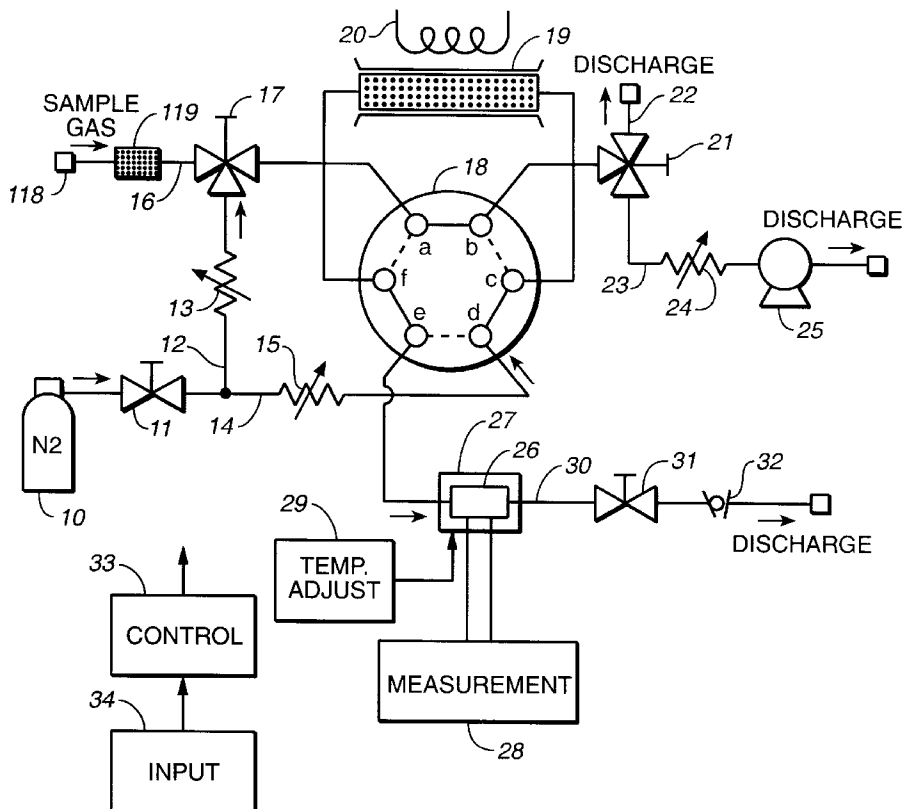 20
19
DISCHARGE
22
SAMPLE
GAS
119
17
21
118
16
18
a
b
DISCHARGE
f
c
23
24
25
13
e
d
12
15
11
14
N2
10
27
26
30
31
32
DISCHARGE
29
TEMP.
ADJUST
33
CONTROL
MEASUREMENT
28
34
INPUT